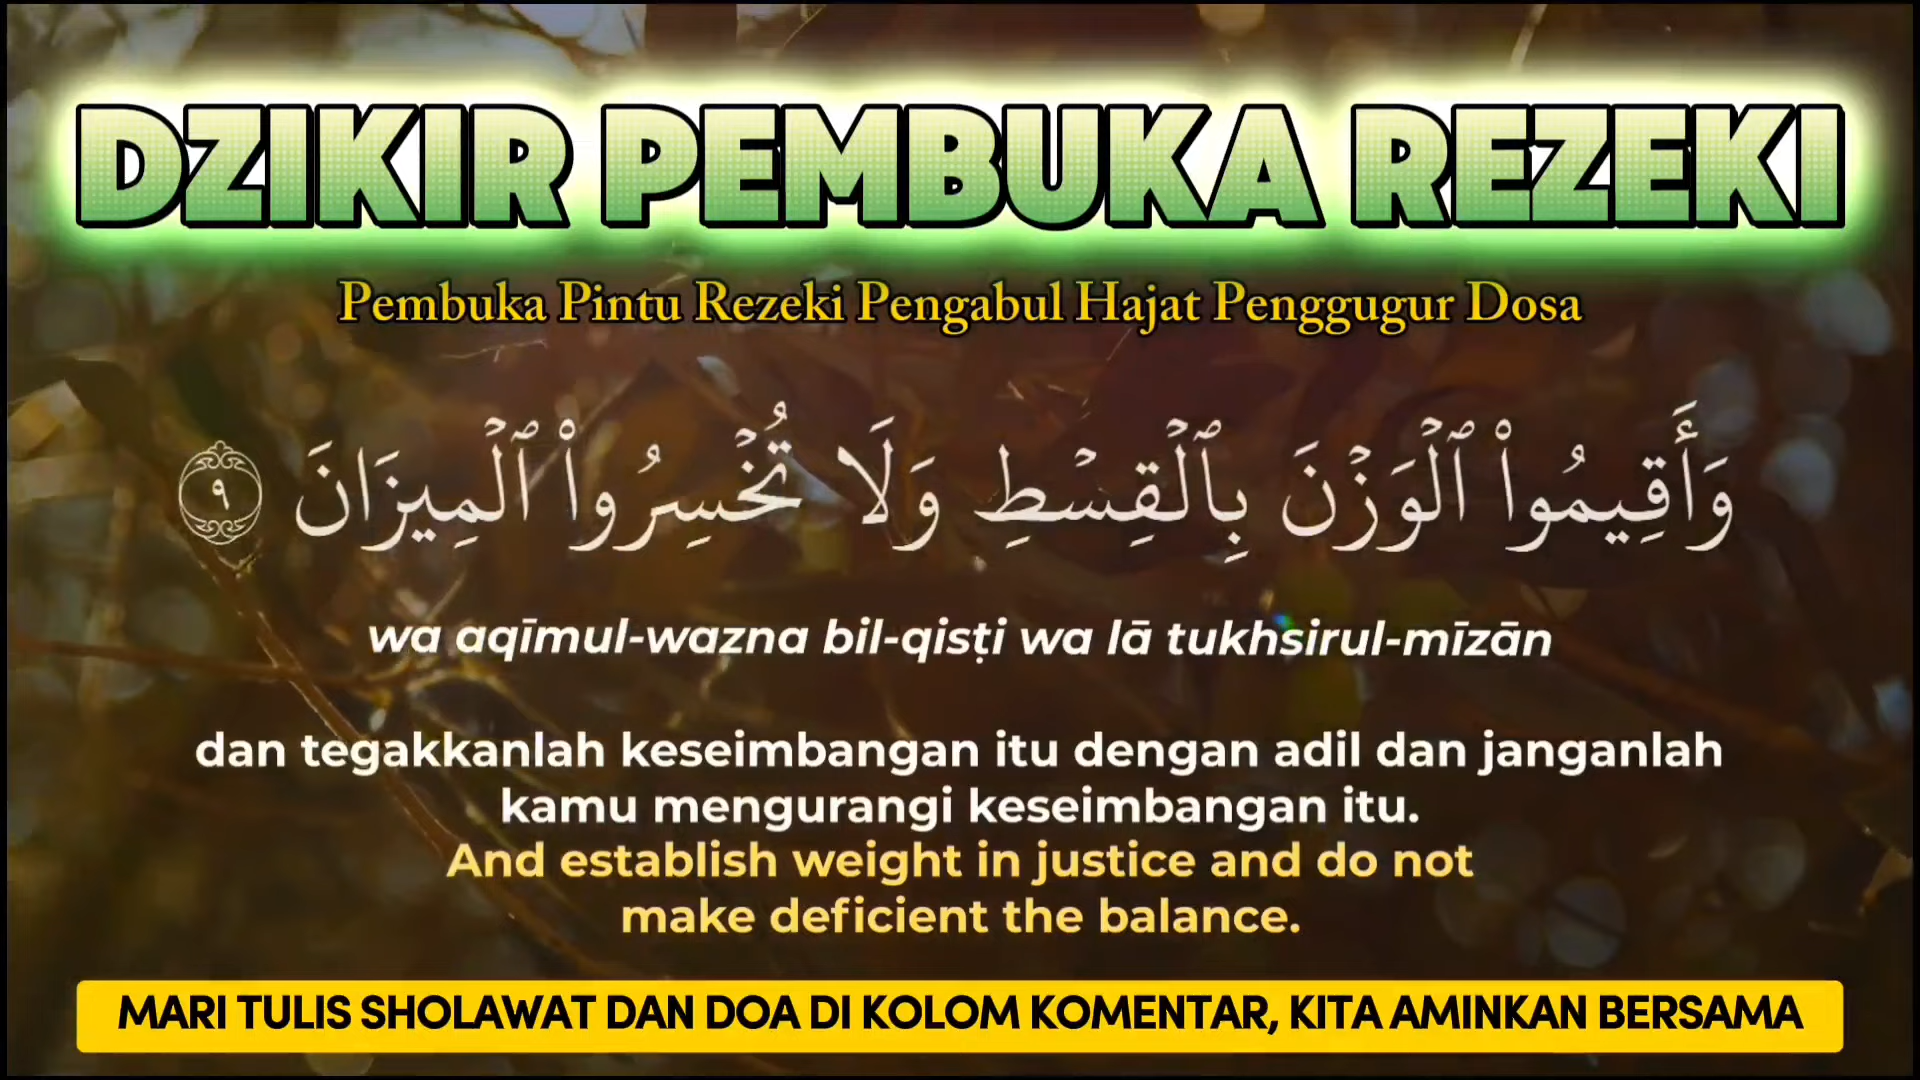 DZIKIR PEMBUKA REZEKI
Pembuka Pintu Rezeki Pengabul Hajat Penggugur Dosa
وَأَقِيمُوا۟ ٱلْوَزْنَ بِٱلْقِسْطِ وَلَا تُخْسِرُوا۟ ٱلْمِيزَانَ ٩
wa aqīmul-wazna bil-qisṭi wa lā tukhsirul-mīzān
dan tegakkanlah keseimbangan itu dengan adil dan janganlah
kamu mengurangi keseimbangan itu.
And establish weight in justice and do not
make deficient the balance.
MARI TULIS SHOLAWAT DAN DOA DI KOLOM KOMENTAR, KITA AMINKAN BERSAMA